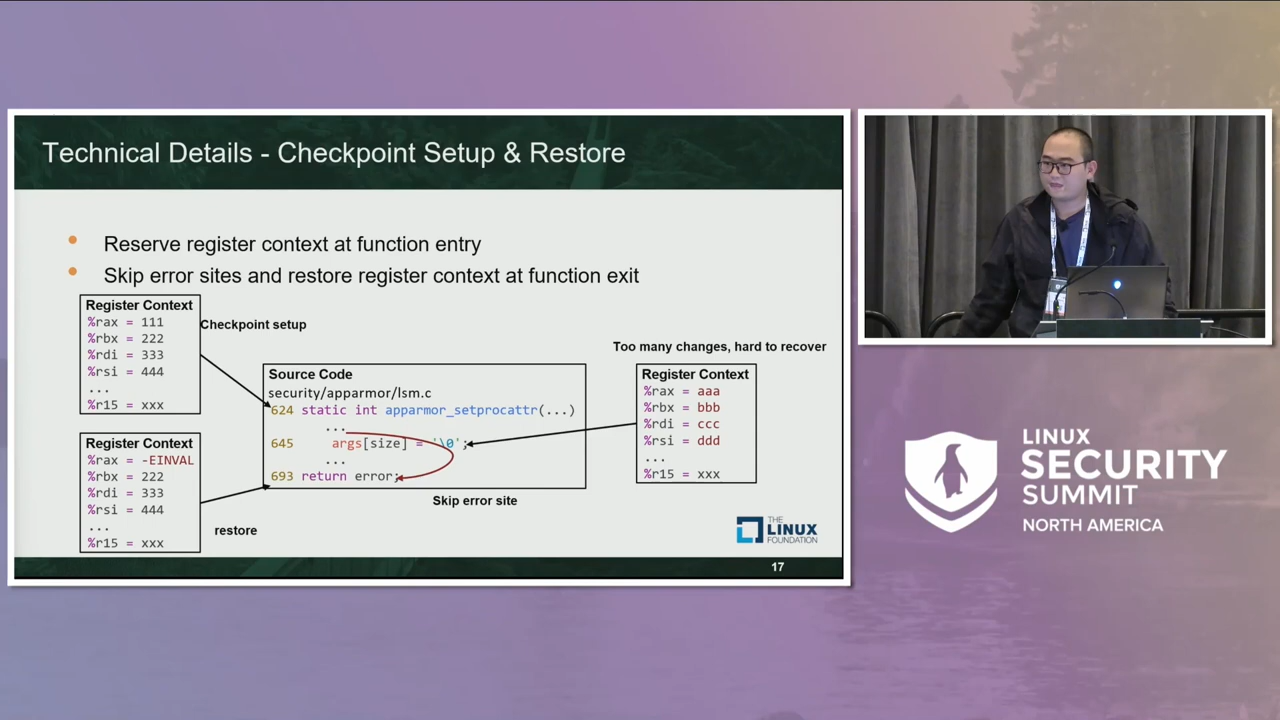 Technical Details - Checkpoint Setup & Restore
• Reserve register context at function entry
• Skip error sites and restore register context at function exit
Register Context
%rax = 111
%rbx = 222
%rdi = 333
%rsi = 444
...
%r15 = xxx
Checkpoint setup
Source Code
security/apparmor/lsm.c
624 static int apparmor_setprocattr(...)
...
645 args[size] = '\0';
...
693 return error;
Skip error site
Too many changes, hard to recover
Register Context
%rax = aaa
%rbx = bbb
%rdi = ccc
%rsi = ddd
...
%r15 = xxx
Register Context
%rax = -EINVAL
%rbx = 222
%rdi = 333
%rsi = 444
...
%r15 = xxx
restore
THE
LINUX
FOUNDATION
17
LINUX
SECURITY
SUMMIT
NORTH AMERICA